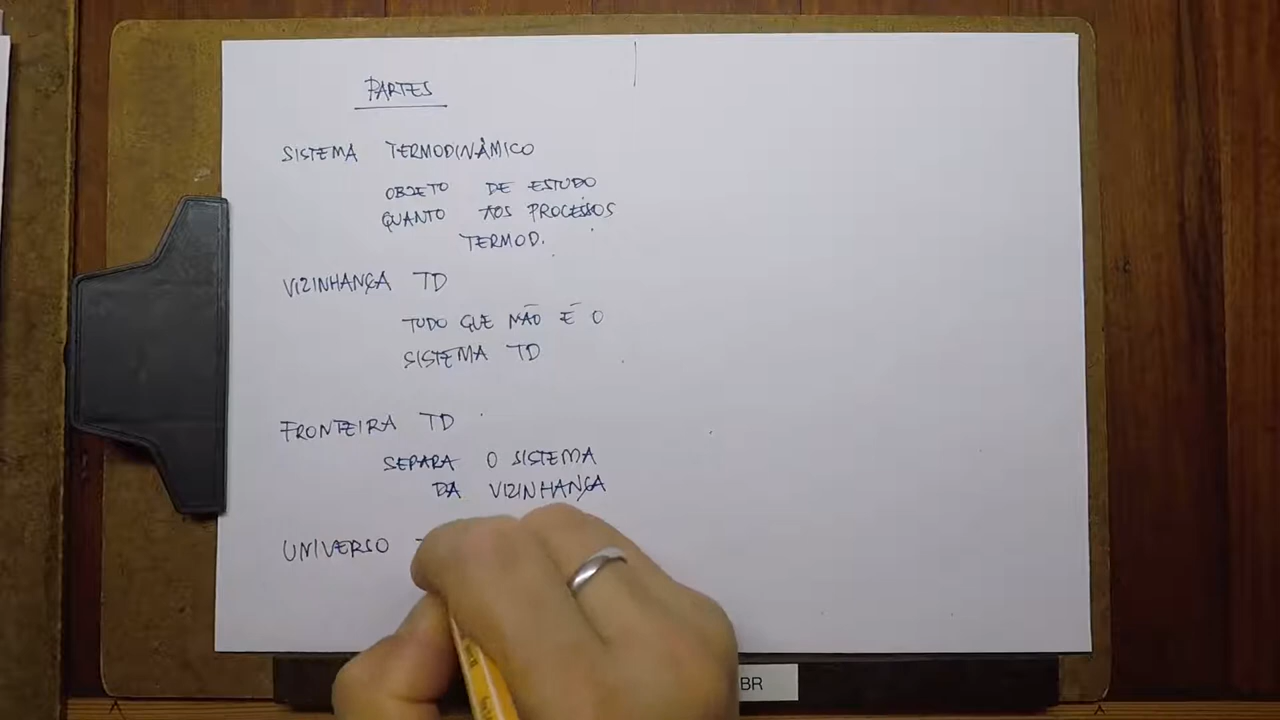 PARTES
SISTEMA TERMODINÂMICO
OBJETO DE ESTUDO
QUANTO AOS PROCESSOS
TERMOD.
VIZINHANÇA TD
TUDO QUE NÃO É O
SISTEMA TD
FRONTEIRA TD
SEPARA O SISTEMA
DA VIZINHANÇA
UNIVERSO
BR